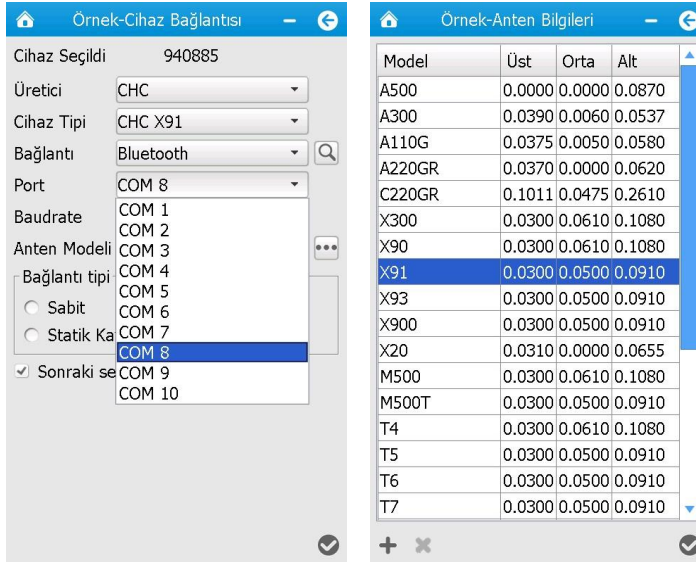 Örnek-Cihaz Bağlantısı
Cihaz Seçildi 940885
Üretici CHC
Cihaz Tipi CHC X91
Bağlantı Bluetooth
Port COM 8
Baudrate
Anten Modeli
Bağlantı tipi
Sabit
Statik Ka
Sonraki se
COM 1
COM 2
COM 3
COM 4
COM 5
COM 6
COM 7
COM 8
COM 9
COM 10
Örnek-Anten Bilgileri
Model Üst Orta Alt
A500 0.0000 0.0000 0.0870
A300 0.0390 0.0060 0.0537
A110G 0.0375 0.0050 0.0580
A220GR 0.0370 0.0000 0.0620
C220GR 0.1011 0.0475 0.2610
X300 0.0300 0.0610 0.1080
X90 0.0300 0.0610 0.1080
X91 0.0300 0.0500 0.0910
X93 0.0300 0.0500 0.0910
X900 0.0300 0.0500 0.0910
X20 0.0310 0.0000 0.0655
M500 0.0300 0.0610 0.1080
M500T 0.0300 0.0500 0.0910
T4 0.0300 0.0610 0.1080
T5 0.0300 0.0500 0.0910
T6 0.0300 0.0500 0.0910
T7 0.0300 0.0500 0.0910